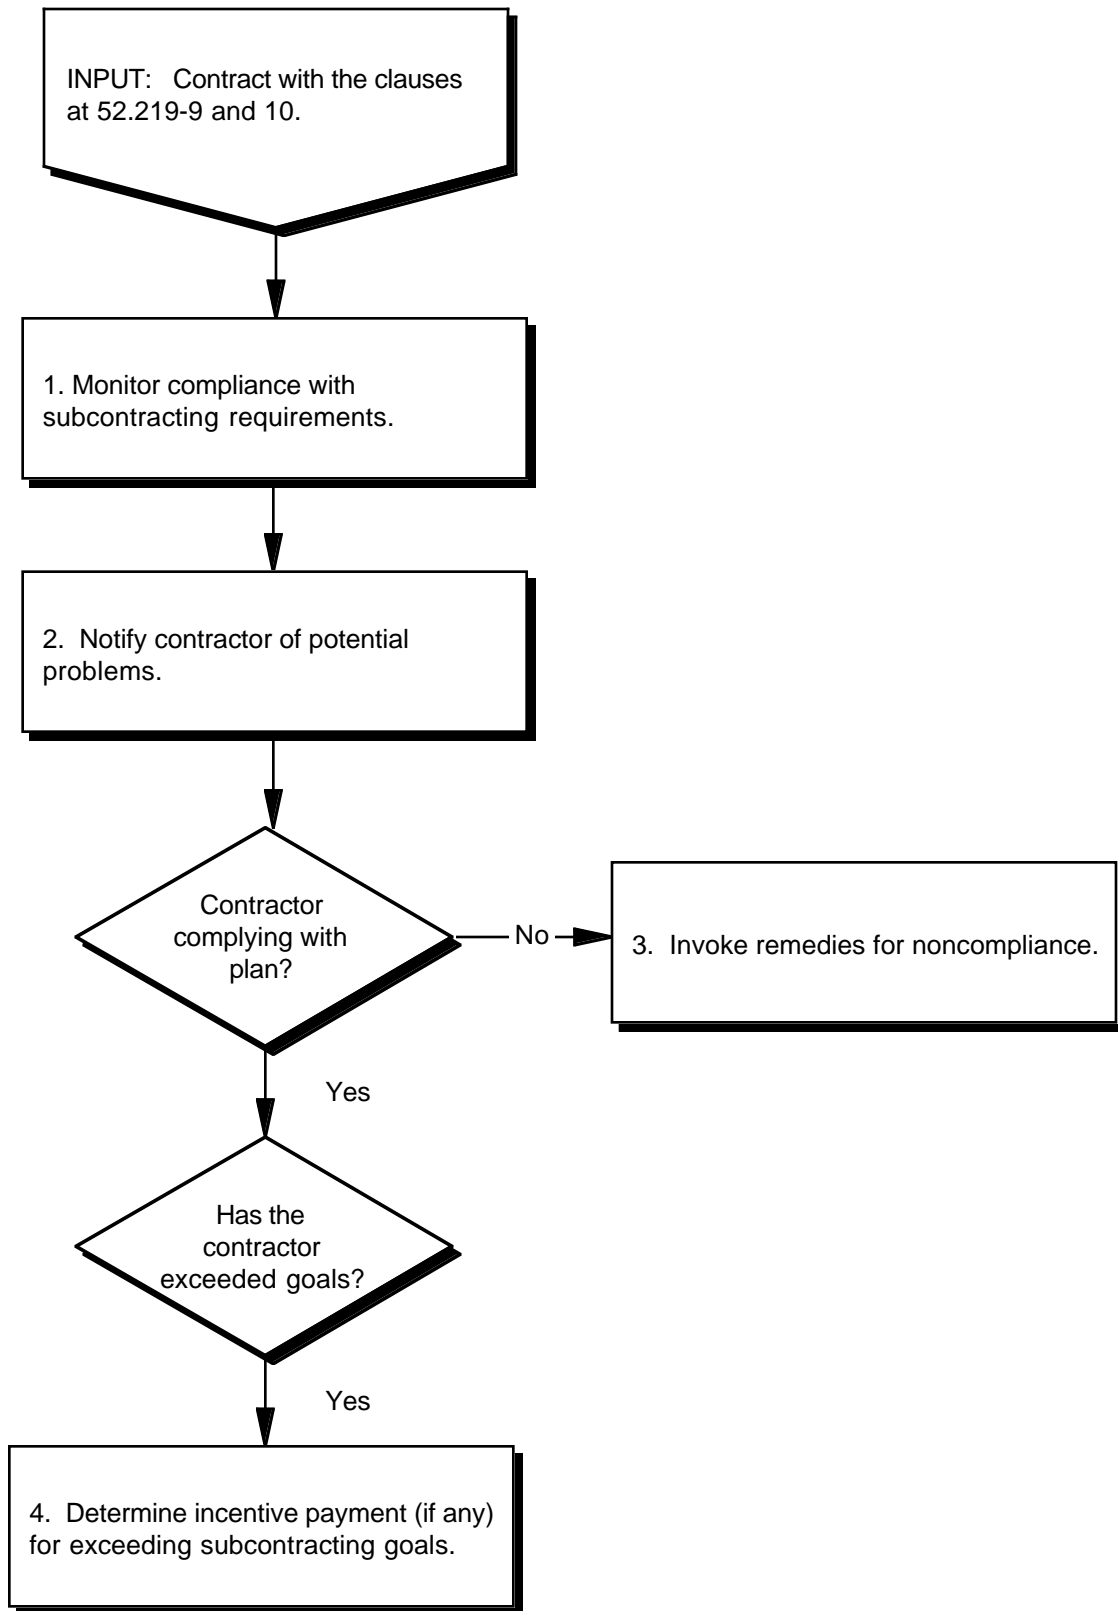 INPUT:   Contract with the clauses
at 52.219-9 and 10.
1. Monitor compliance with
subcontracting requirements.
2.  Notify contractor of potential
problems.
Contractor
complying with
plan?
No
3.  Invoke remedies for noncompliance.
Yes
Has the
contractor
exceeded goals?
Yes
4.  Determine incentive payment (if any)
for exceeding subcontracting goals.